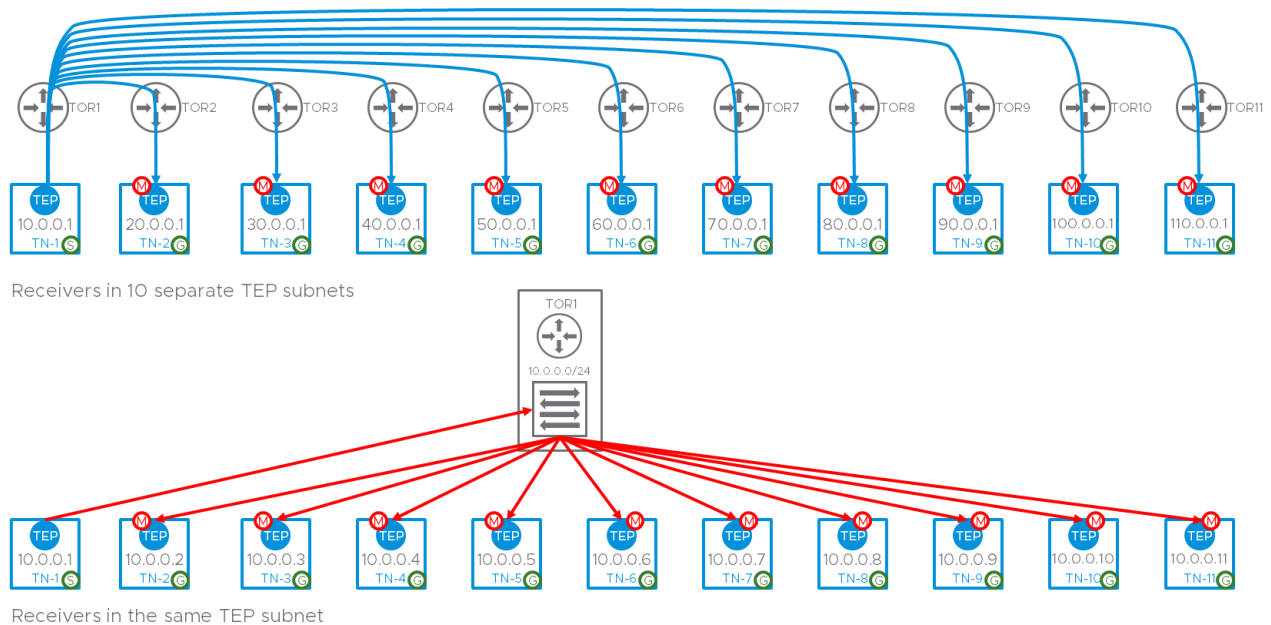 TOR1 TOR2 TOR3 TOR4 TOR5 TOR6 TOR7 TOR8 TOR9 TOR10 TOR11
M M M M M M M M M M
TEP TEP TEP TEP TEP TEP TEP TEP TEP TEP TEP
10.0.0.1 20.0.0.1 30.0.0.1 40.0.0.1 50.0.0.1 60.0.0.1 70.0.0.1 80.0.0.1 90.0.0.1 100.0.0.1 110.0.0.1
TN-1 S TN-2 G TN-3 G TN-4 G TN-5 G TN-6 G TN-7 G TN-8 G TN-9 G TN-10 G TN-11 G
Receivers in 10 separate TEP subnets
TOR1
10.0.0.0/24
M M M M M M M M M M
TEP TEP TEP TEP TEP TEP TEP TEP TEP TEP TEP
10.0.0.1 10.0.0.2 10.0.0.3 10.0.0.4 10.0.0.5 10.0.0.6 10.0.0.7 10.0.0.8 10.0.0.9 10.0.0.10 10.0.0.11
TN-1 S TN-2 G TN-3 G TN-4 G TN-5 G TN-6 G TN-7 G TN-8 G TN-9 G TN-10 G TN-11 G
Receivers in the same TEP subnet